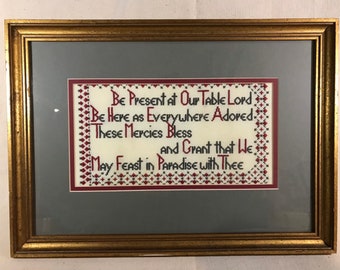 Be Present at Our Table Lord
Be Here as Everywhere Adored
These Mercies Bless
and Grant that We
May Feast in Paradise with Thee